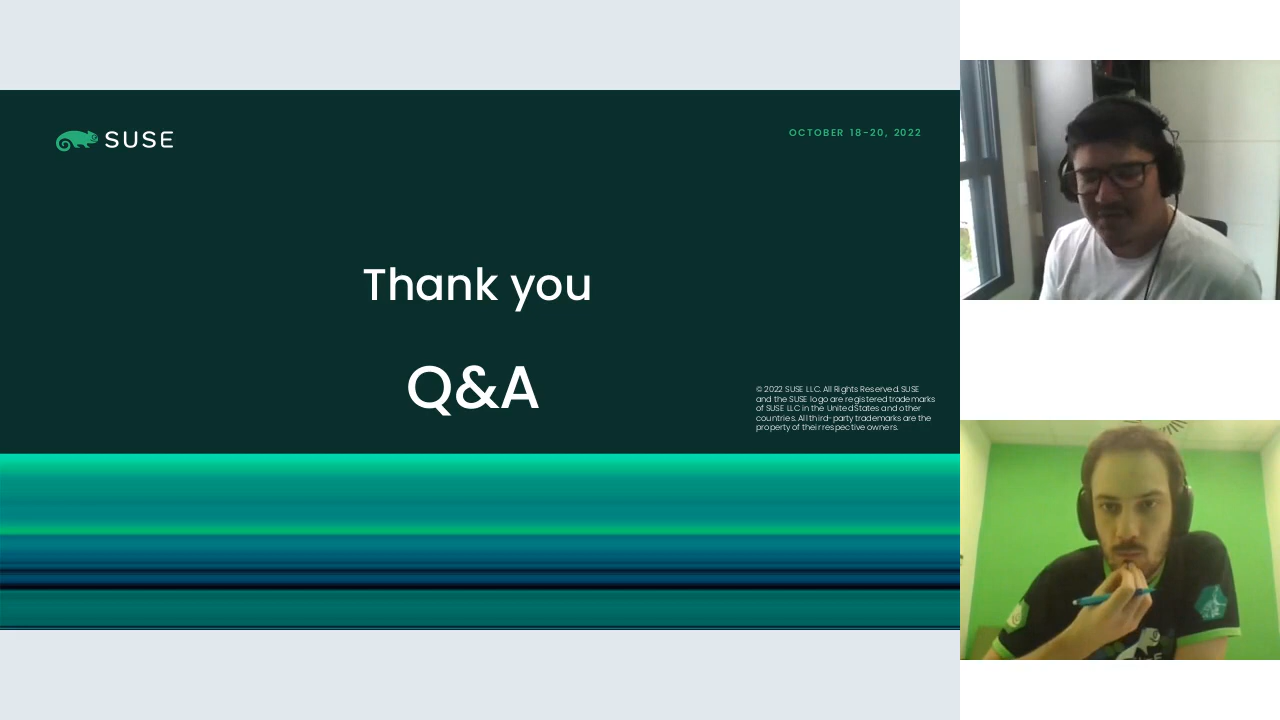 SUSE
OCTOBER 18-20, 2022
Thank you
Q&A
© 2022 SUSE LLC. All Rights Reserved. SUSE
and the SUSE logo are registered trademarks
of SUSE LLC in the United States and other
countries. All third-party trademarks are the
property of their respective owners.
SUSE